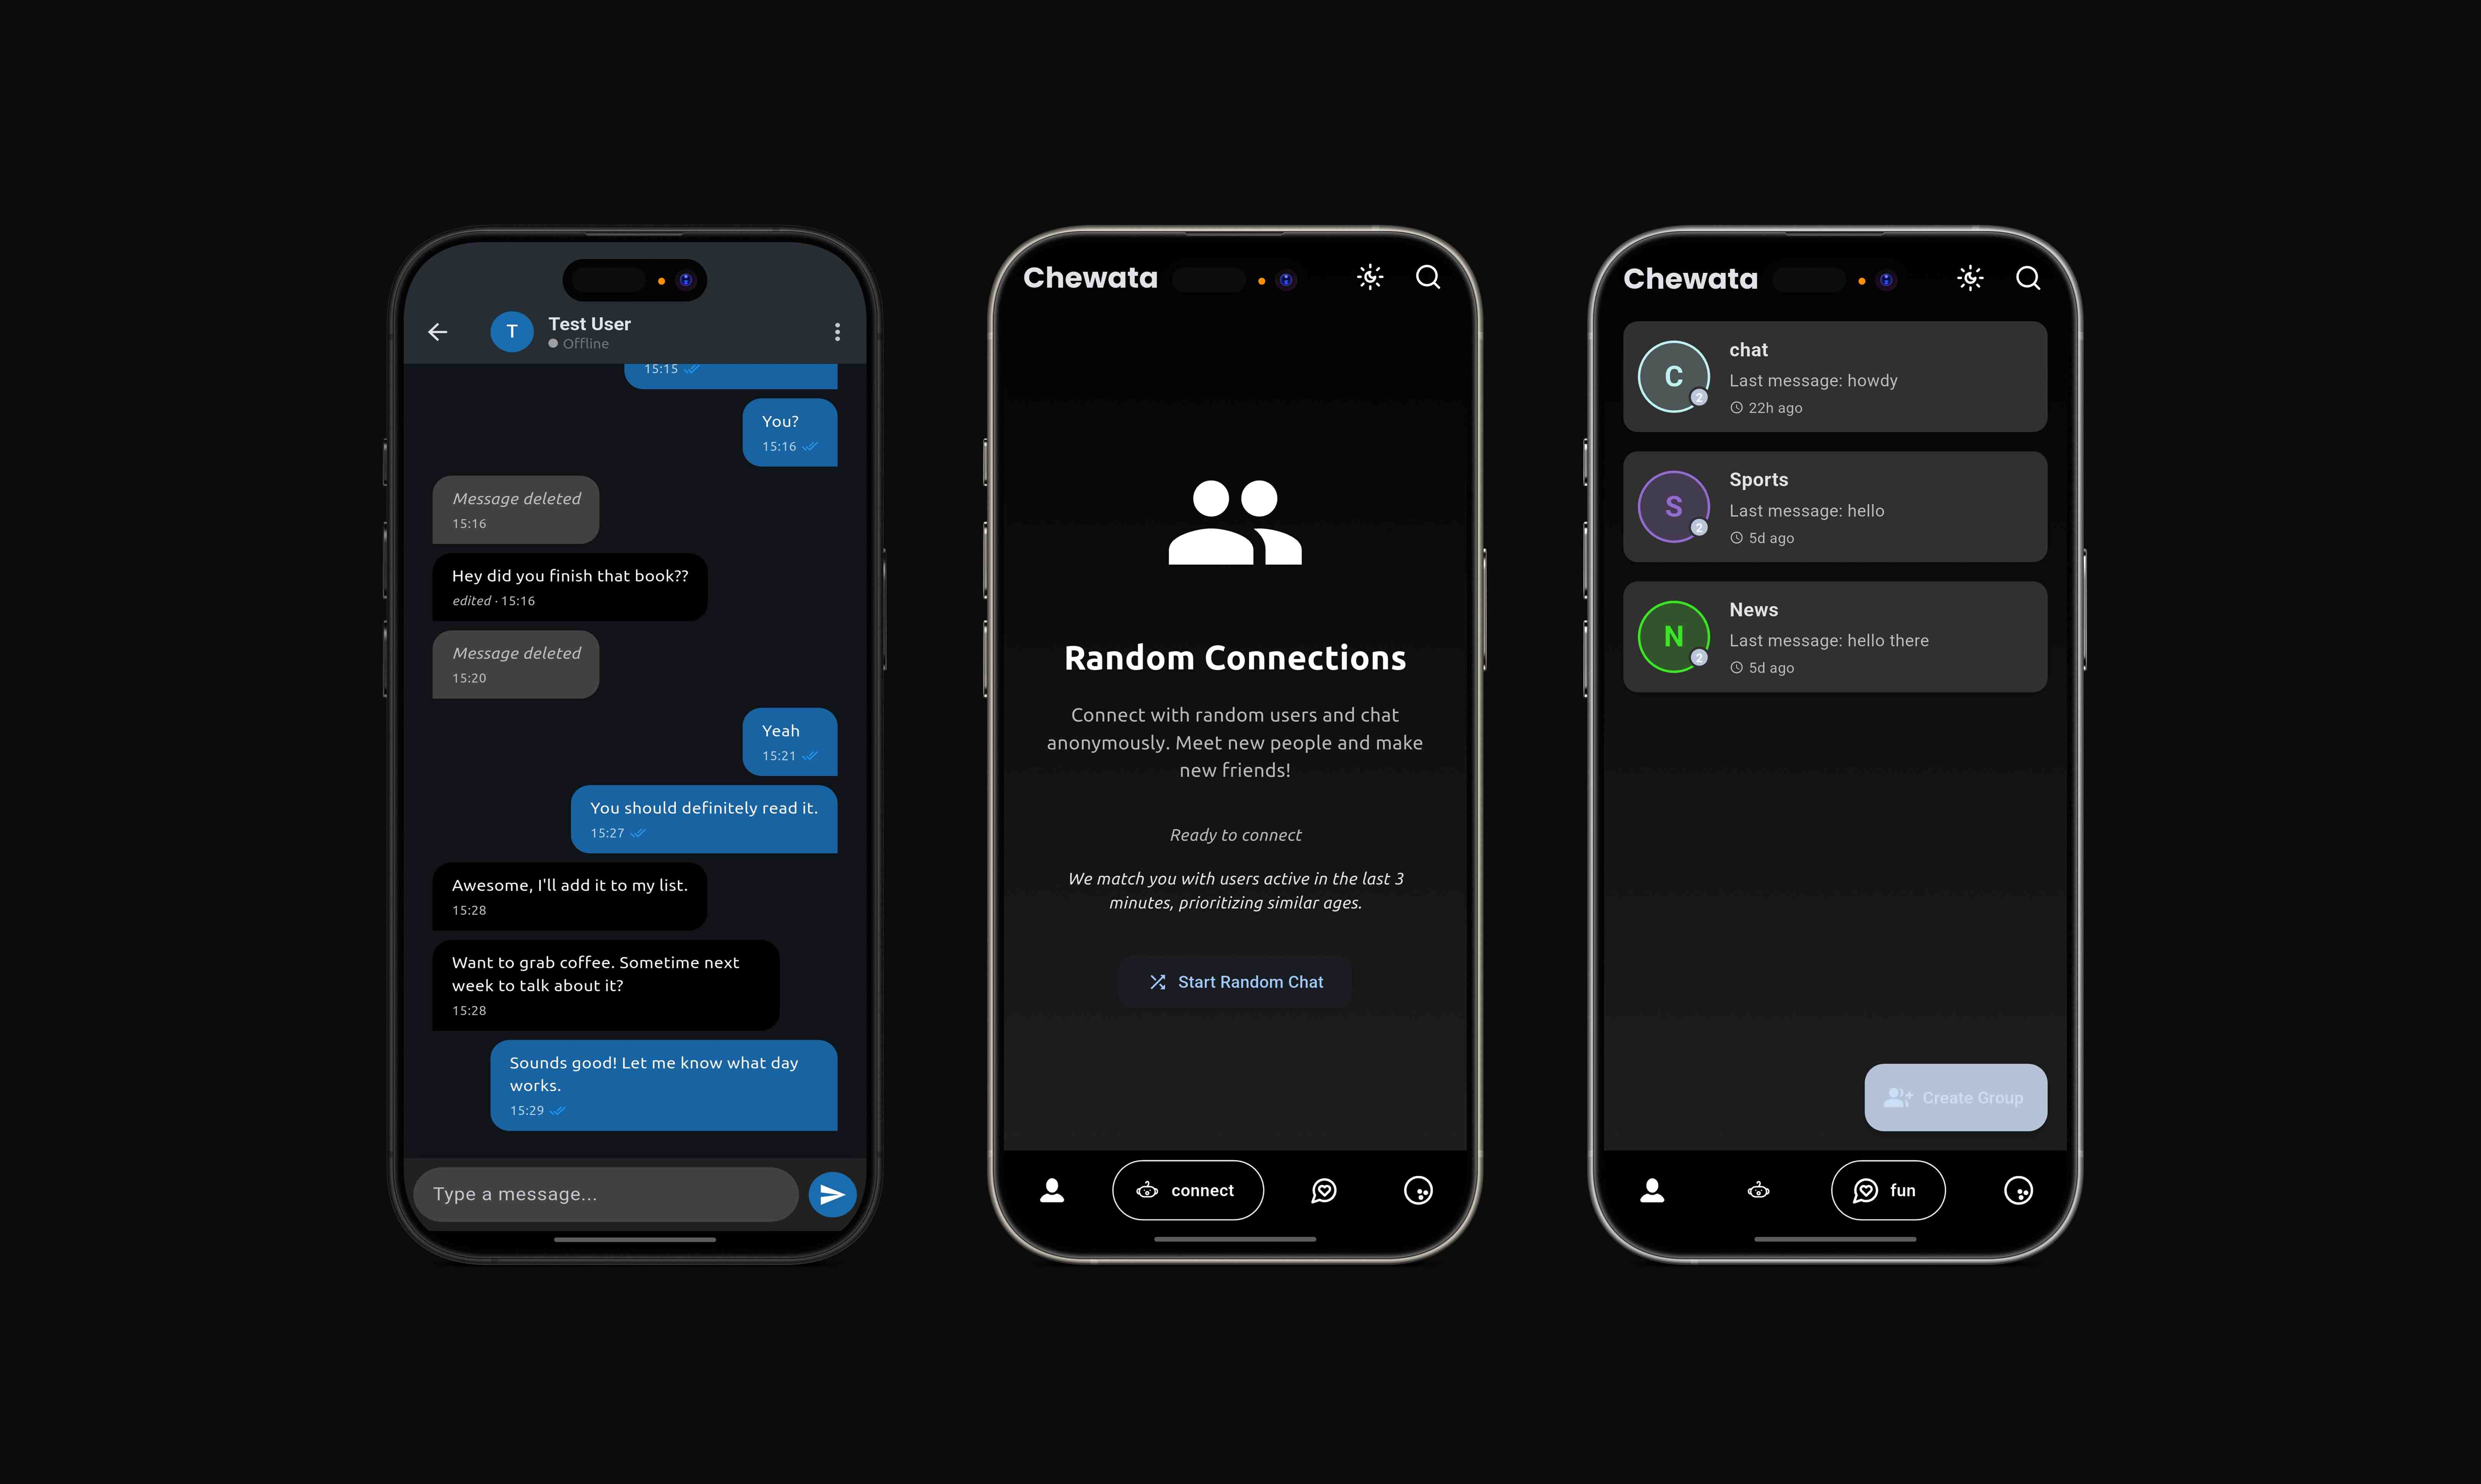 T
Test User
Offline
15:15
You?
15:16
Message deleted
15:16
Hey did you finish that book??
edited · 15:16
Message deleted
15:20
Yeah
15:21
You should definitely read it.
15:27
Awesome, I'll add it to my list.
15:28
Want to grab coffee. Sometime next
week to talk about it?
15:28
Sounds good! Let me know what day
works.
15:29
Type a message...
Chewata
Random Connections
Connect with random users and chat
anonymously. Meet new people and make
new friends!
Ready to connect
We match you with users active in the last 3
minutes, prioritizing similar ages.
Start Random Chat
connect
Chewata
C
2
chat
Last message: howdy
22h ago
S
2
Sports
Last message: hello
5d ago
N
2
News
Last message: hello there
5d ago
Create Group
fun